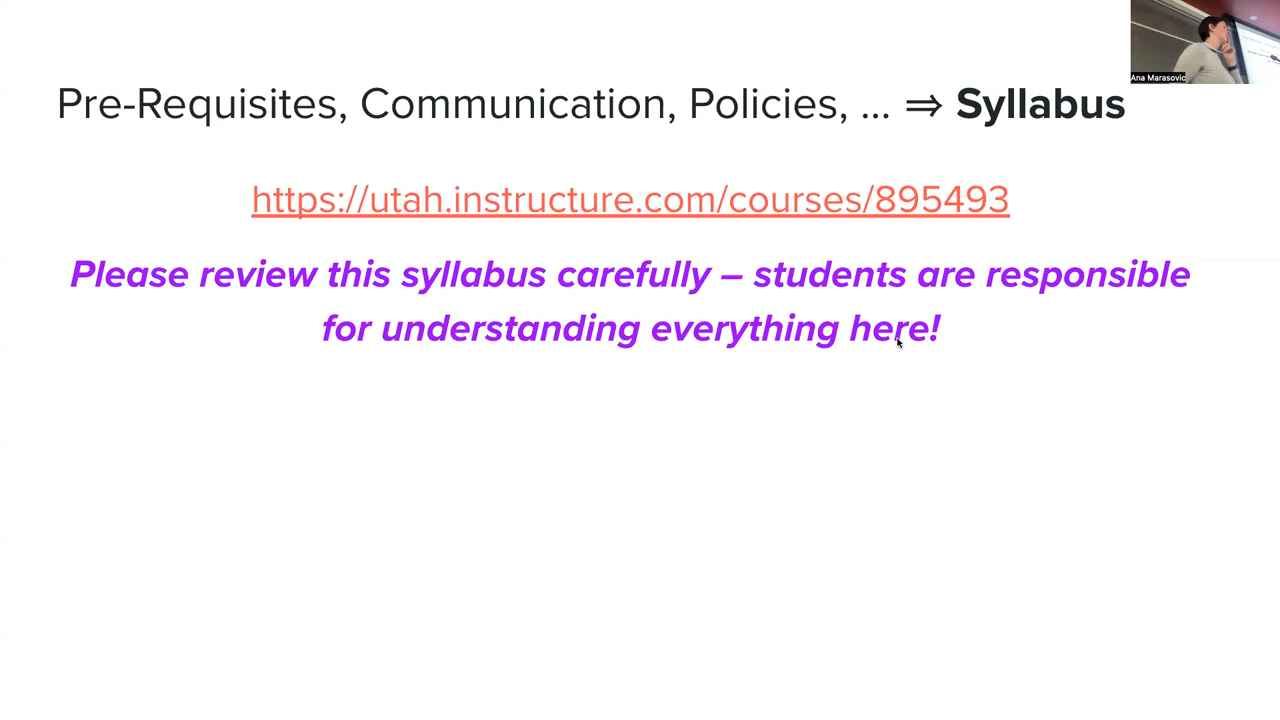 Pre-Requisites, Communication, Policies, ... ⇒ Syllabus
https://utah.instructure.com/courses/895493
Please review this syllabus carefully – students are responsible
for understanding everything here!
Ana Marasovic